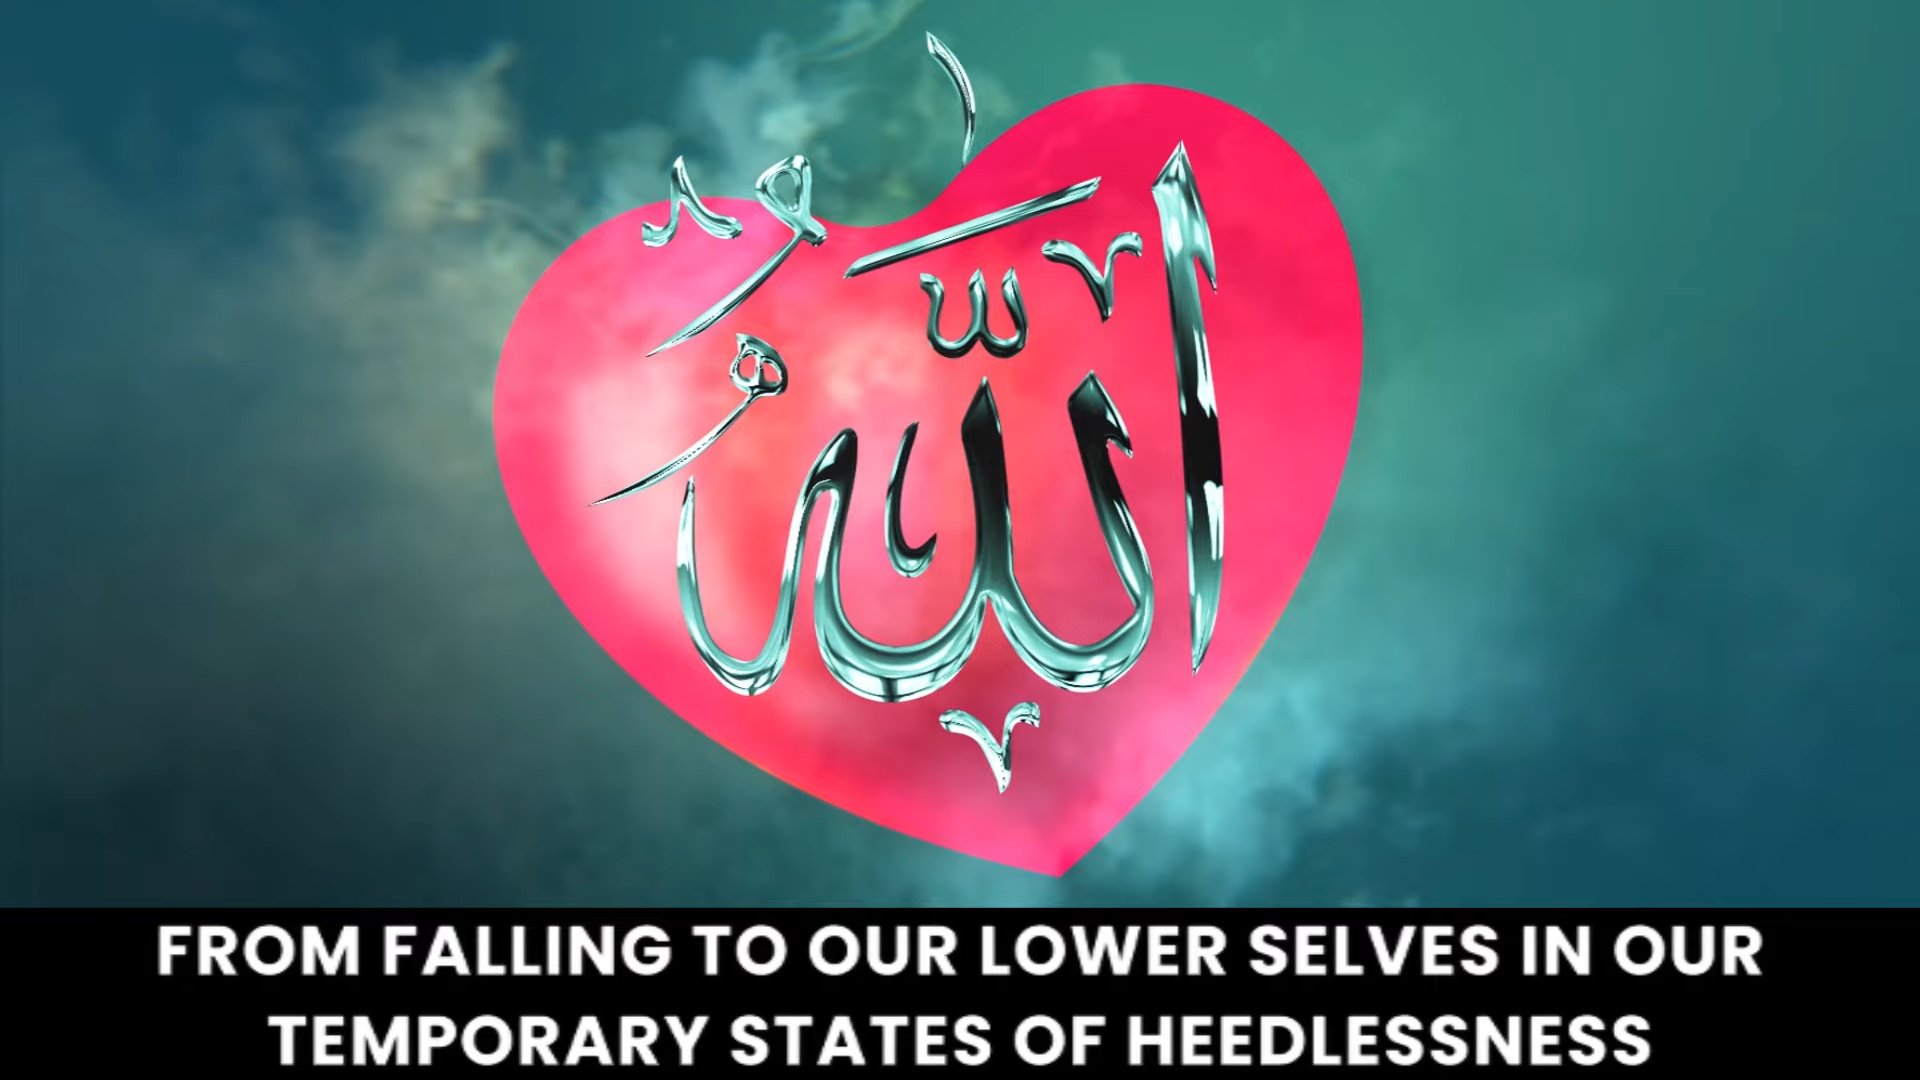 الله
FROM FALLING TO OUR LOWER SELVES IN OUR
TEMPORARY STATES OF HEEDLESSNESS